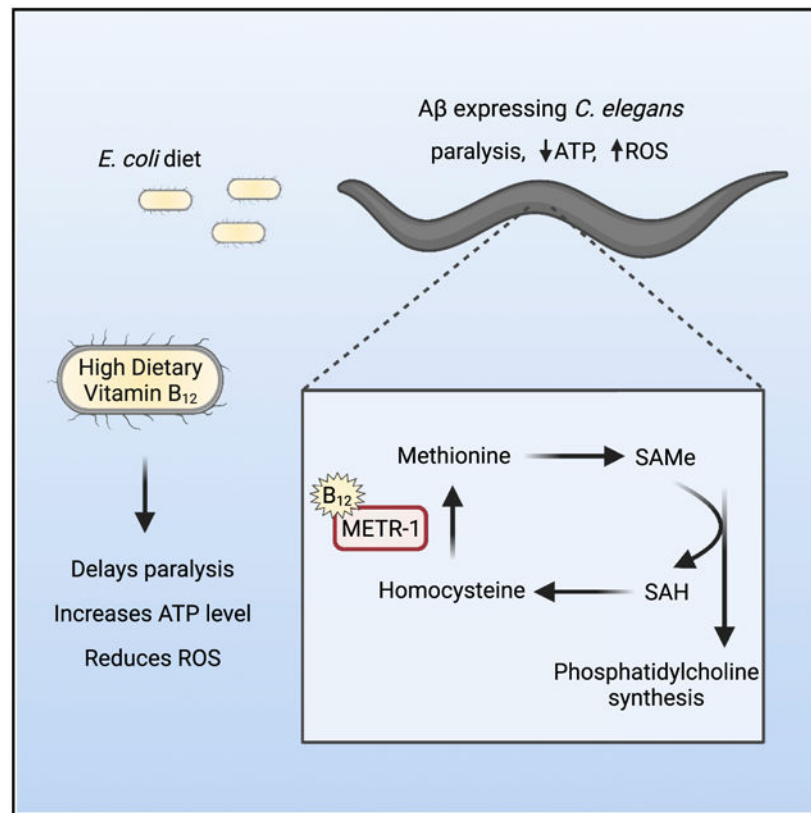 Aβ expressing C. elegans
paralysis, ↓ATP, ↑ROS
E. coli diet
High Dietary
Vitamin B₁₂
Delays paralysis
Increases ATP level
Reduces ROS
Methionine
SAMe
B₁₂
METR-1
Homocysteine
SAH
Phosphatidylcholine
synthesis